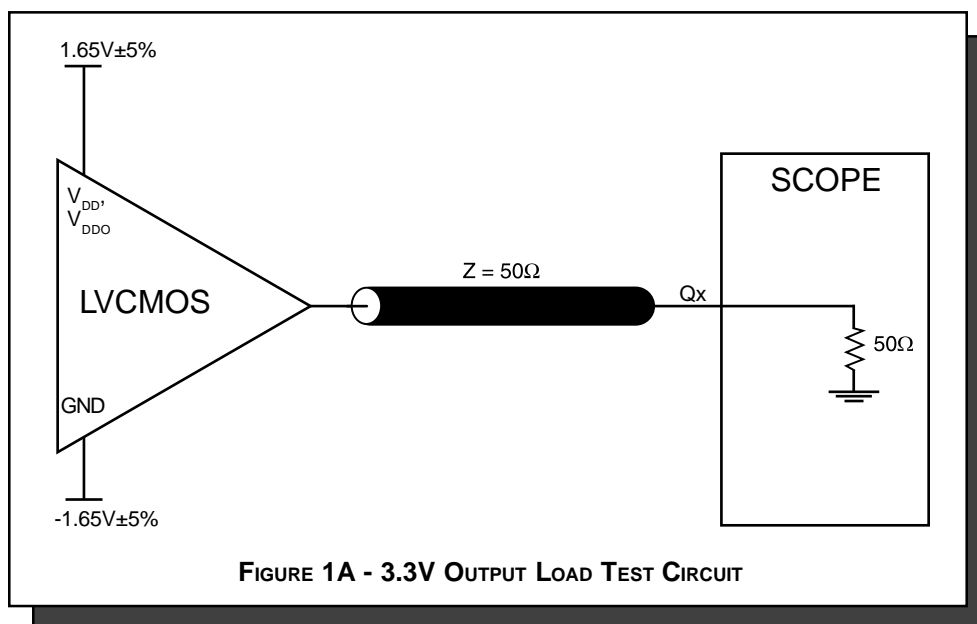 1.65V±5%
V_DD,
V_DDO
LVCMOS
GND
-1.65V±5%
Z = 50Ω
Qx
SCOPE
50Ω
FIGURE 1A - 3.3V OUTPUT LOAD TEST CIRCUIT